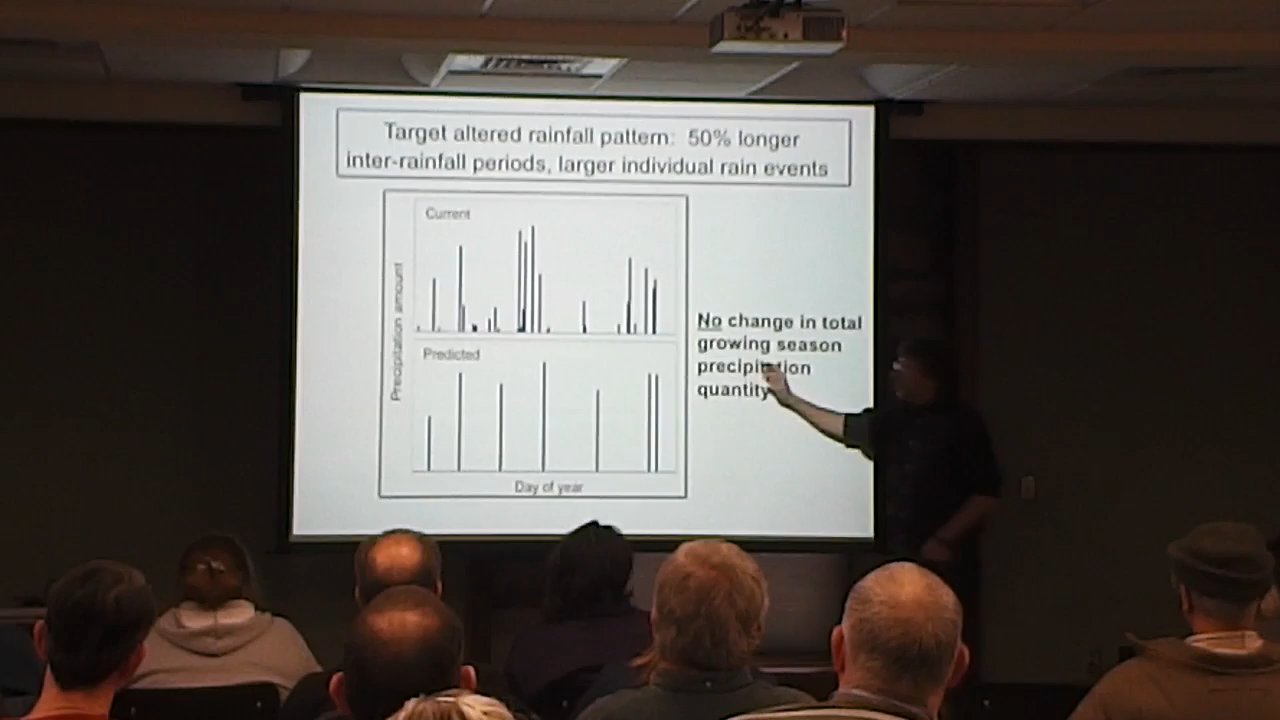 Target altered rainfall pattern: 50% longer
inter-rainfall periods, larger individual rain events
Current
Precipitation amount
Predicted
Day of year
No change in total
growing season
precipitation
quantity